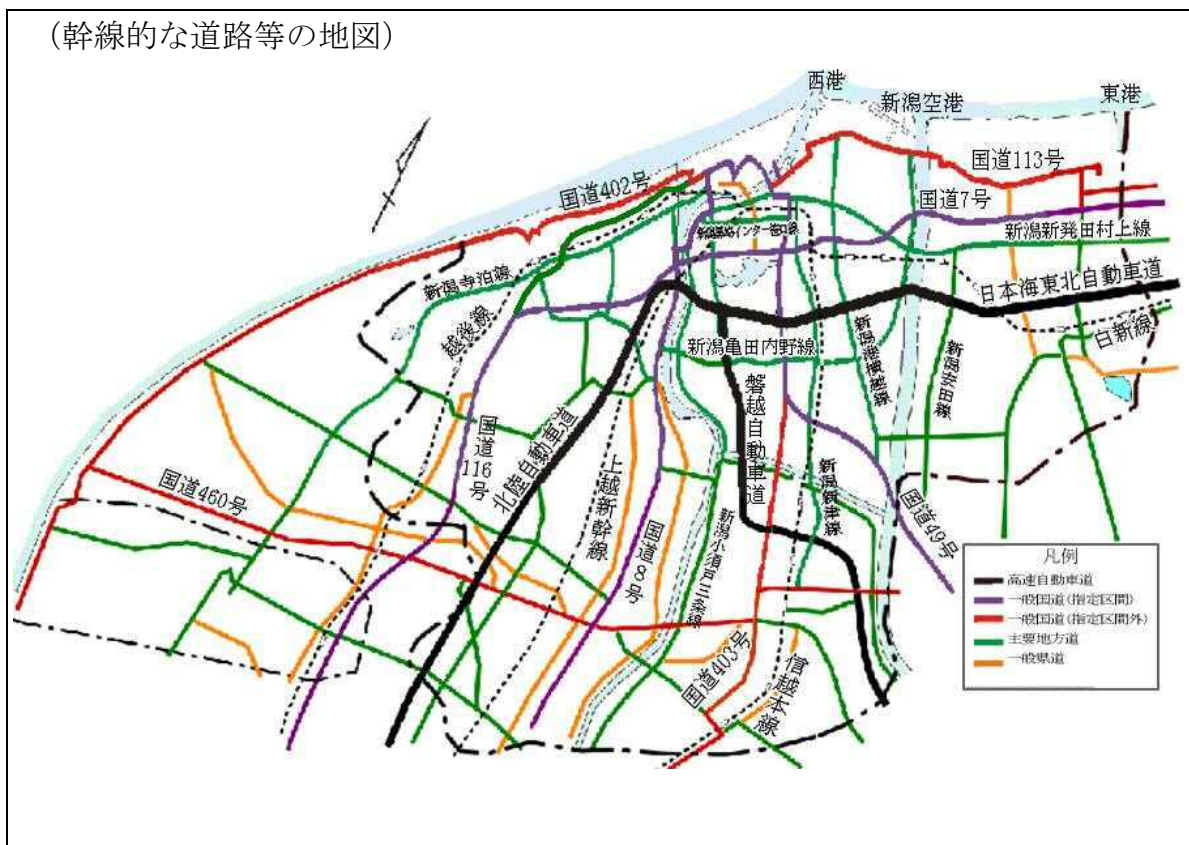 (幹線的な道路等の地図)
西港
新潟空港
東港
国道113号
国道402号
国道7号
新潟新発田村上線
新潟寺泊線
日本海東北自動車道
白新線
越後線
新潟亀田内野線
新潟港横越線
新潟安田線
磐越自動車道
国道116号
北陸自動車道
上越新幹線
国道460号
国道8号
新潟小須戸三条線
新潟新津線
国道49号
国道403号
信越本線
凡例
高速自動車道
一般国道(指定区間)
一般国道(指定区間外)
主要地方道
一般県道